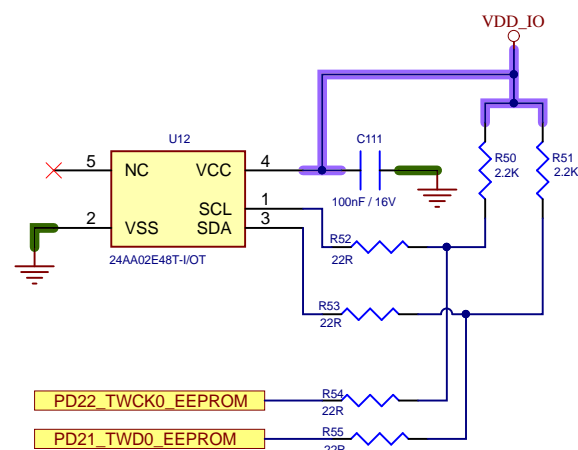 VDD_IO
U12
C111
5
NC
VCC
4
R50
2.2K
R51
2.2K
100nF / 16V
1
SCL
2
VSS
SDA
3
R52
22R
24AA02E48T-I/OT
R53
22R
R54
PD22_TWCK0_EEPROM
22R
R55
PD21_TWD0_EEPROM
22R